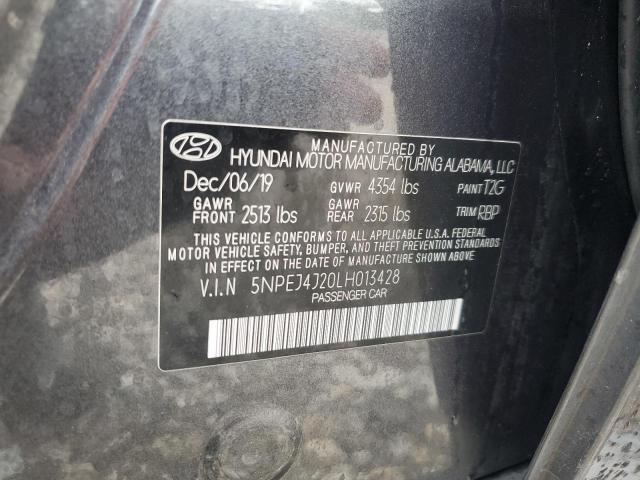 MANUFACTURED BY
HYUNDAI MOTOR MANUFACTURING ALABAMA, LLC
Dec/06/19 GVWR 4354 lbs PAINT T2G
GAWR FRONT 2513 lbs GAWR REAR 2315 lbs TRIM RBP
THIS VEHICLE CONFORMS TO ALL APPLICABLE U.S.A. FEDERAL
MOTOR VEHICLE SAFETY, BUMPER, AND THEFT PREVENTION STANDARDS
IN EFFECT ON THE DATE OF MANUFACTURE SHOWN ABOVE.
V.I.N 5NPEJ4J20LH013428
PASSENGER CAR